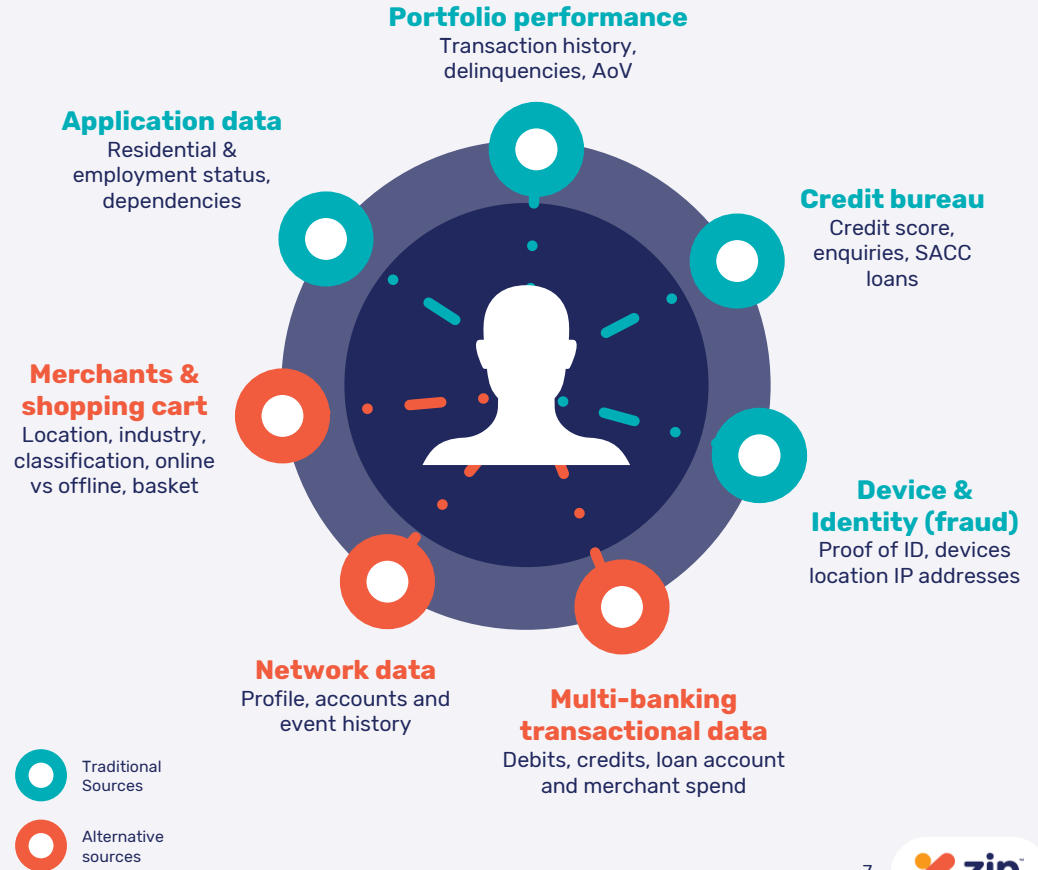 Portfolio performance
Transaction history,
delinquencies, AoV
Application data
Residential &
employment status,
dependencies
Credit bureau
Credit score,
enquiries, SACC
loans
Merchants &
shopping cart
Location, industry,
classification, online
vs offline, basket
Device &
Identity (fraud)
Proof of ID, devices
location IP addresses
Network data
Profile, accounts and
event history
Multi-banking
transactional data
Debits, credits, loan account
and merchant spend
Traditional
Sources
Alternative
sources
7
zip